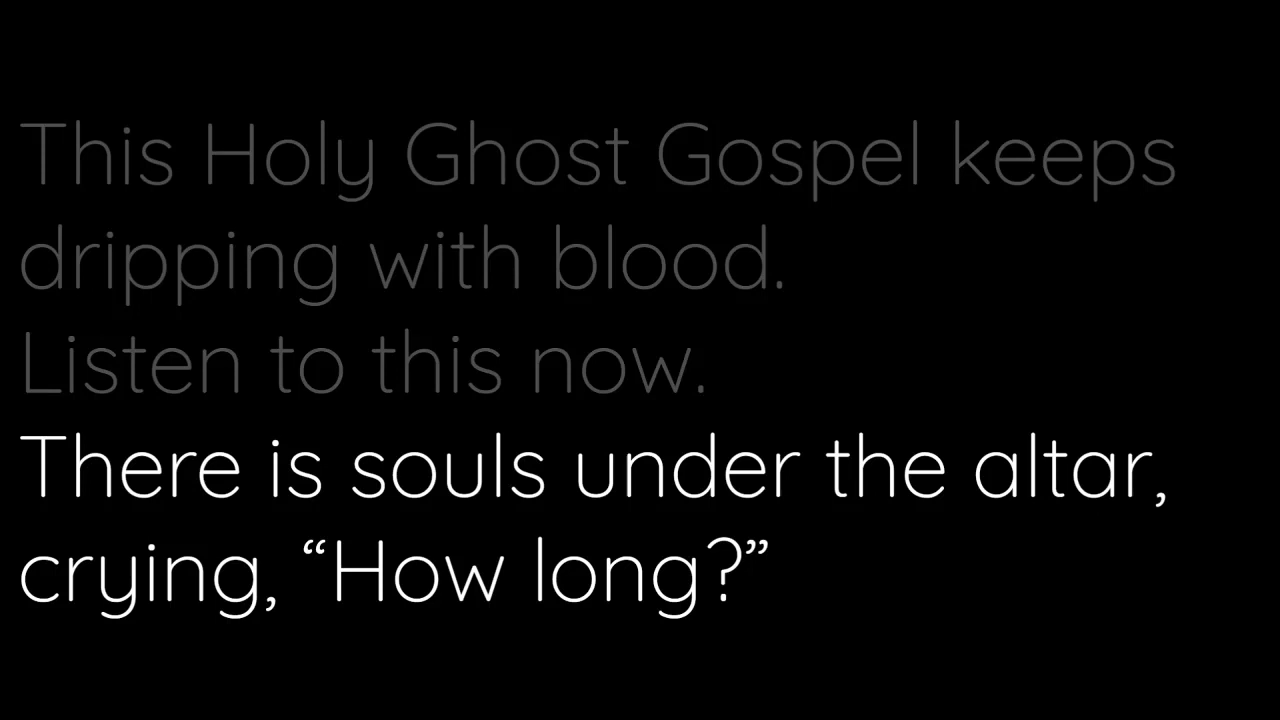 This Holy Ghost Gospel keeps
dripping with blood.
Listen to this now.
There is souls under the altar,
crying, “How long?”